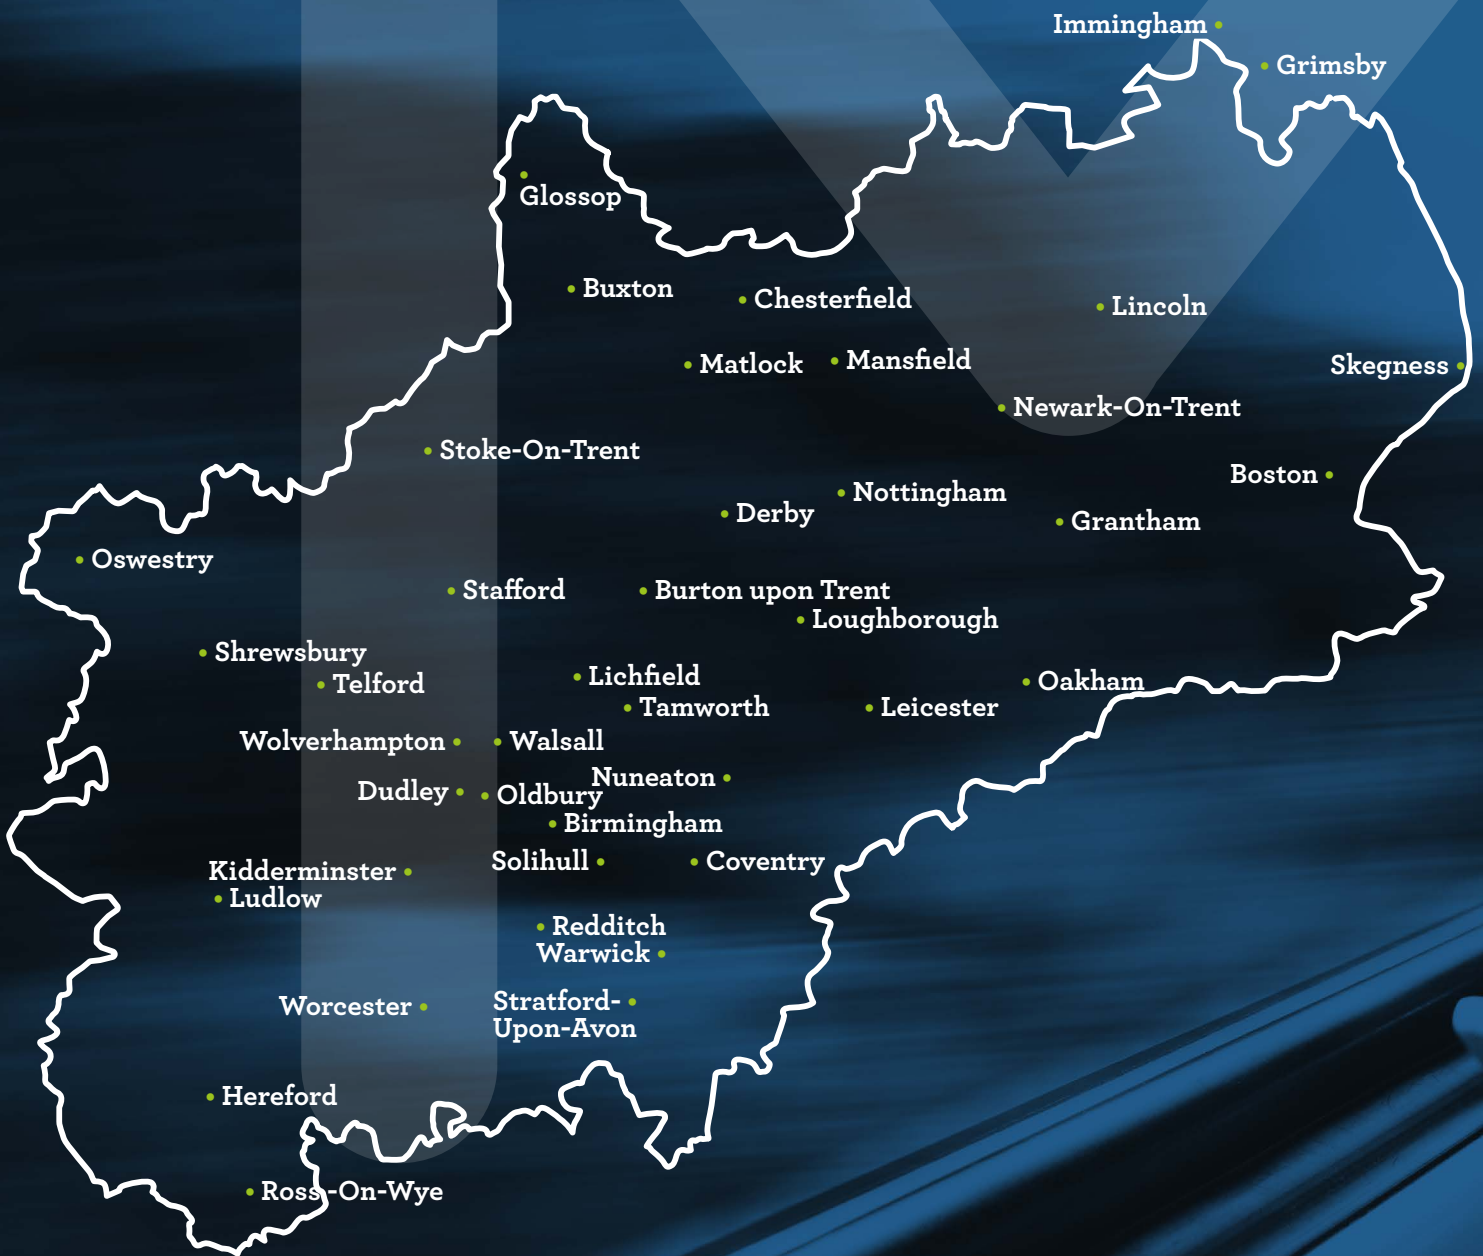 Immingham
Grimsby
Glossop
Buxton
Chesterfield
Lincoln
Matlock
Mansfield
Skegness
Newark-On-Trent
Stoke-On-Trent
Boston
Nottingham
Derby
Grantham
Oswestry
Stafford
Burton upon Trent
Loughborough
Shrewsbury
Telford
Lichfield
Oakham
Tamworth
Leicester
Wolverhampton
Walsall
Nuneaton
Dudley
Oldbury
Birmingham
Solihull
Coventry
Kidderminster
Ludlow
Redditch
Warwick
Worcester
Stratford-
Upon-Avon
Hereford
Ross-On-Wye